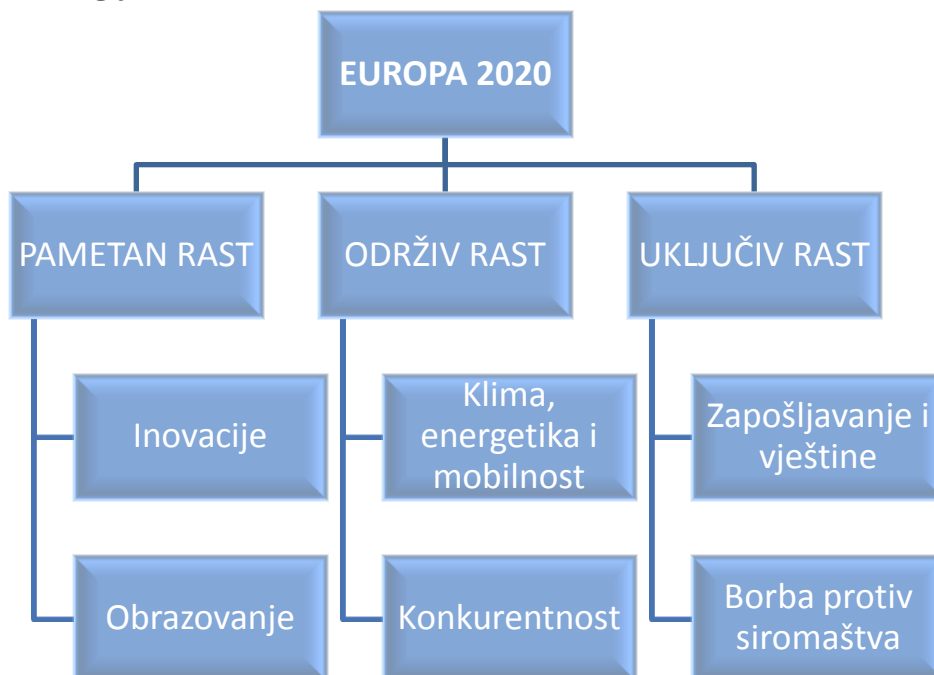 EUROPA 2020
PAMETAN RAST
ODRŽIV RAST
UKLJUČIV RAST
Inovacije
Obrazovanje
Klima,
energetika i
mobilnost
Konkurentnost
Zapošljavanje i
vještine
Borba protiv
siromaštva